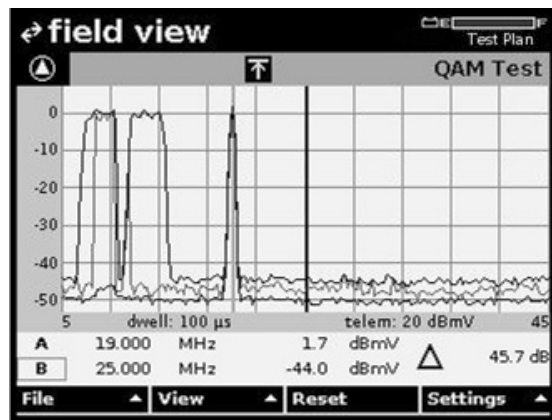 field view
E F
Test Plan
QAM Test
0
-10
-20
-30
-40
-50
5 dwell: 100 µs telem: 20 dBmV 45
A 19.000 MHz 1.7 dBmV
B 25.000 MHz -44.0 dBmV
Δ 45.7 dB
File View Reset Settings